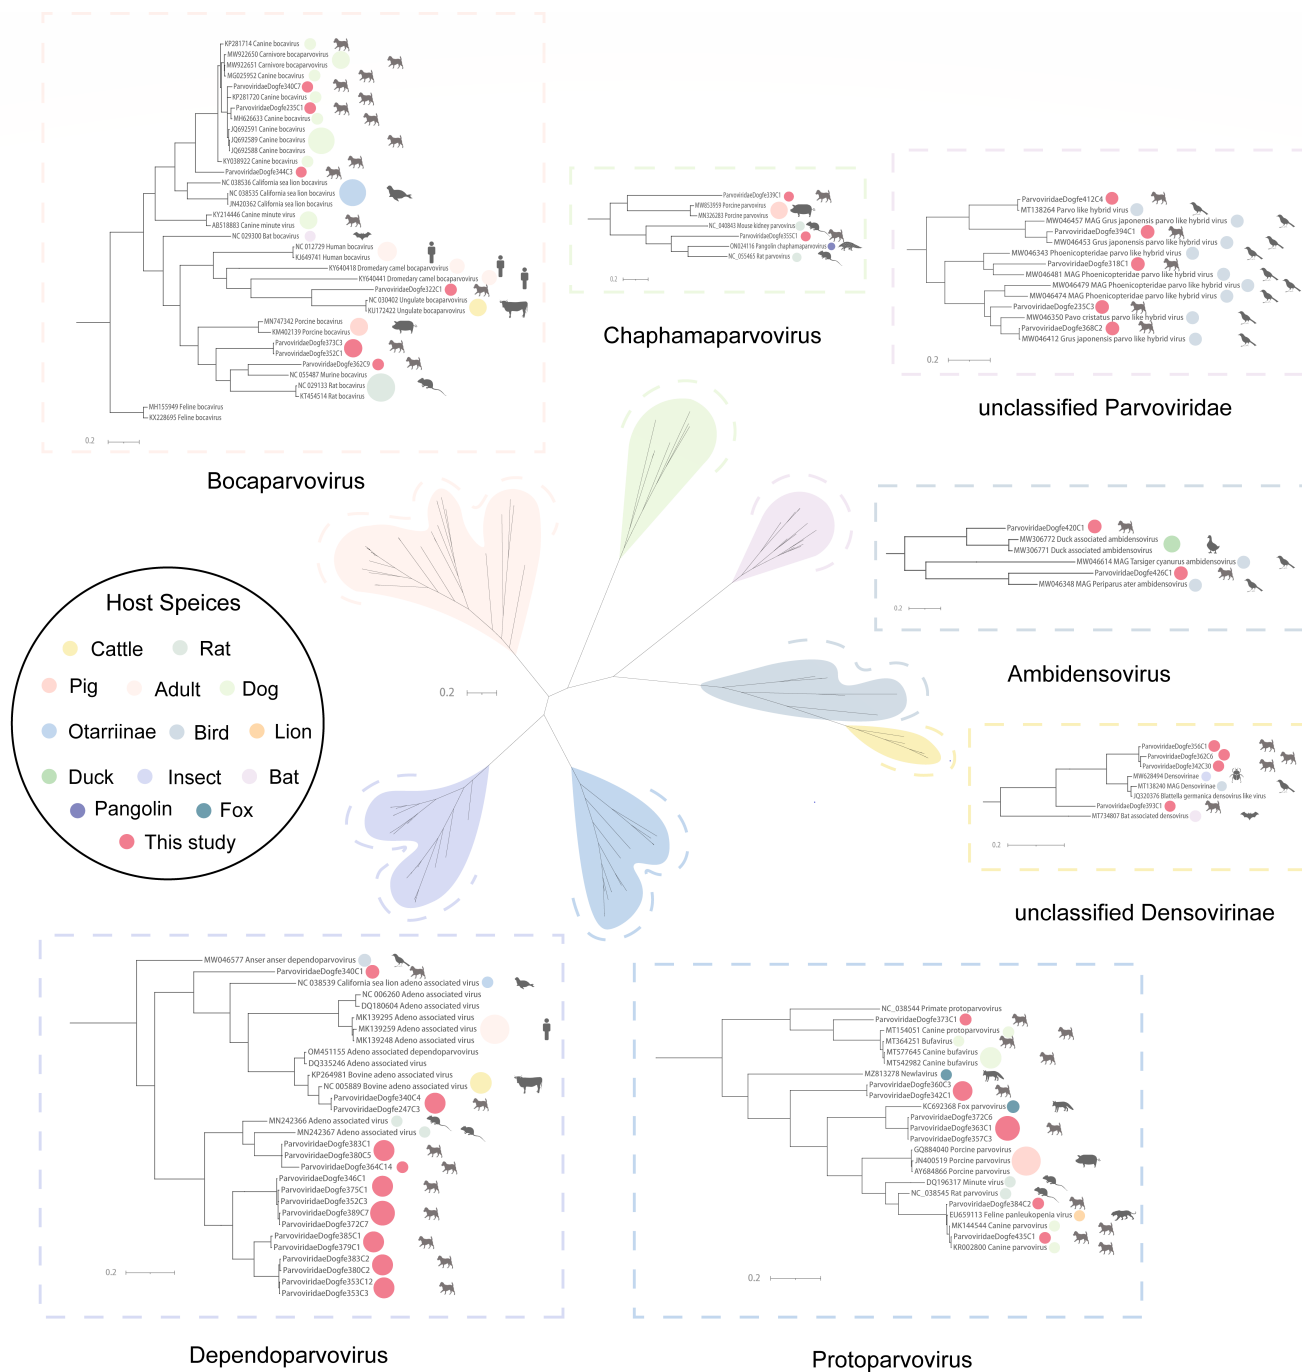 KP281714 Canine bocavirus
MW922650 Carnivore bocaparvovirus
MW922651 Carnivore bocaparvovirus
MG025952 Canine bocavirus
ParvoviridaeDogfe340C7
KP281720 Canine bocavirus
ParvoviridaeDogfe235C1
MH626633 Canine bocavirus
JQ692591 Canine bocavirus
JQ692589 Canine bocavirus
JQ692588 Canine bocavirus
KY038922 Canine bocavirus
ParvoviridaeDogfe344C3
NC 038536 California sea lion bocavirus
NC 038535 California sea lion bocavirus
JN420362 California sea lion bocavirus
KY214446 Canine minute virus
AB518883 Canine minute virus
NC 029300 Bat bocavirus
NC 012729 Human bocavirus
KJ649741 Human bocavirus
KY640418 Dromedary camel bocaparvovirus
KY640441 Dromedary camel bocaparvovirus
ParvoviridaeDogfe322C1
NC 030402 Ungulate bocaparvovirus
KU172422 Ungulate bocaparvovirus
MN747342 Porcine bocavirus
KM402139 Porcine bocavirus
ParvoviridaeDogfe373C3
ParvoviridaeDogfe352C1
ParvoviridaeDogfe362C9
NC 055487 Murine bocavirus
NC 029133 Rat bocavirus
KT454514 Rat bocavirus
MH155949 Feline bocavirus
KX228695 Feline bocavirus
0.2
Bocaparvovirus
ParvoviridaeDogfe339C1
MW853959 Porcine parvovirus
MN326283 Porcine parvovirus
NC_040843 Mouse kidney parvovirus
ParvoviridaeDogfe355C1
ON024116 Pangolin chaphamaparvovirus
NC_055465 Rat parvovirus
0.2
Chaphamaparvovirus
ParvoviridaeDogfe412C4
MT138264 Parvo like hybrid virus
MW046457 MAG Grus japonensis parvo like hybrid virus
ParvoviridaeDogfe394C1
MW046453 Grus japonensis parvo like hybrid virus
MW046343 Phoenicopteridae parvo like hybrid virus
ParvoviridaeDogfe318C1
MW046481 MAG Phoenicopteridae parvo like hybrid virus
MW046479 MAG Phoenicopteridae parvo like hybrid virus
MW046474 MAG Phoenicopteridae parvo like hybrid virus
ParvoviridaeDogfe235C3
MW046350 Pavo cristatus parvo like hybrid virus
ParvoviridaeDogfe368C2
MW046412 Grus japonensis parvo like hybrid virus
0.2
unclassified Parvoviridae
ParvoviridaeDogfe420C1
MW306772 Duck associated ambidensovirus
MW306771 Duck associated ambidensovirus
MW046614 MAG Tarsiger cyanurus ambidensovirus
ParvoviridaeDogfe426C1
MW046348 MAG Periparus ater ambidensovirus
0.2
Ambidensovirus
ParvoviridaeDogfe356C1
ParvoviridaeDogfe362C6
ParvoviridaeDogfe342C30
MW628494 Densovirinae
MT138240 MAG Densovirinae
JQ320376 Blattella germanica densovirus like virus
ParvoviridaeDogfe393C1
MT734807 Bat associated densovirus
0.2
unclassified Densovirinae
0.2
Host Speices
Cattle
Rat
Pig
Adult
Dog
Otarriinae
Bird
Lion
Duck
Insect
Bat
Pangolin
Fox
This study
MW046577 Anser anser dependoparvovirus
ParvoviridaeDogfe340C1
NC 038539 California sea lion adeno associated virus
NC 006260 Adeno associated virus
DQ180604 Adeno associated virus
MK139295 Adeno associated virus
MK139259 Adeno associated virus
MK139248 Adeno associated virus
OM451155 Adeno associated dependoparvovirus
DQ335246 Adeno associated virus
KP264981 Bovine adeno associated virus
NC 005889 Bovine adeno associated virus
ParvoviridaeDogfe340C4
ParvoviridaeDogfe247C3
MN242366 Adeno associated virus
MN242367 Adeno associated virus
ParvoviridaeDogfe383C1
ParvoviridaeDogfe380C5
ParvoviridaeDogfe364C14
ParvoviridaeDogfe346C1
ParvoviridaeDogfe375C1
ParvoviridaeDogfe352C3
ParvoviridaeDogfe389C7
ParvoviridaeDogfe372C7
ParvoviridaeDogfe385C1
ParvoviridaeDogfe379C1
ParvoviridaeDogfe383C2
ParvoviridaeDogfe380C2
ParvoviridaeDogfe353C12
ParvoviridaeDogfe353C3
0.2
Dependoparvovirus
NC_038544 Primate protoparvovirus
ParvoviridaeDogfe373C1
MT154051 Canine protoparvovirus
MT364251 Bufavirus
MT577645 Canine bufavirus
MT542982 Canine bufavirus
MZ813278 Newlavirus
ParvoviridaeDogfe360C3
ParvoviridaeDogfe342C1
KC692368 Fox parvovirus
ParvoviridaeDogfe372C6
ParvoviridaeDogfe363C1
ParvoviridaeDogfe357C3
GQ884040 Porcine parvovirus
JN400519 Porcine parvovirus
AY684866 Porcine parvovirus
DQ196317 Minute virus
NC_038545 Rat parvovirus
ParvoviridaeDogfe384C2
EU659113 Feline panleukopenia virus
MK144544 Canine parvovirus
ParvoviridaeDogfe435C1
KR002800 Canine parvovirus
0.2
Protoparvovirus